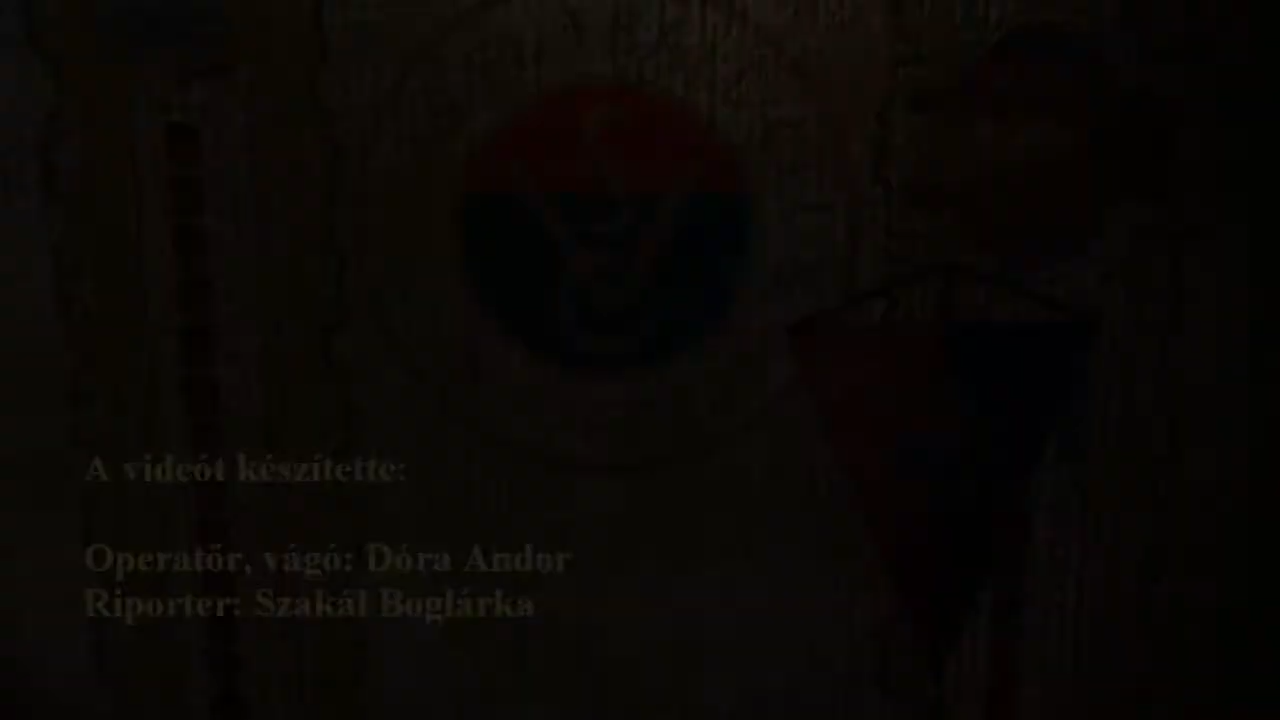 A videót készítette:
Operatőr, vágó: Dóra Andor
Riporter: Szakál Boglárka